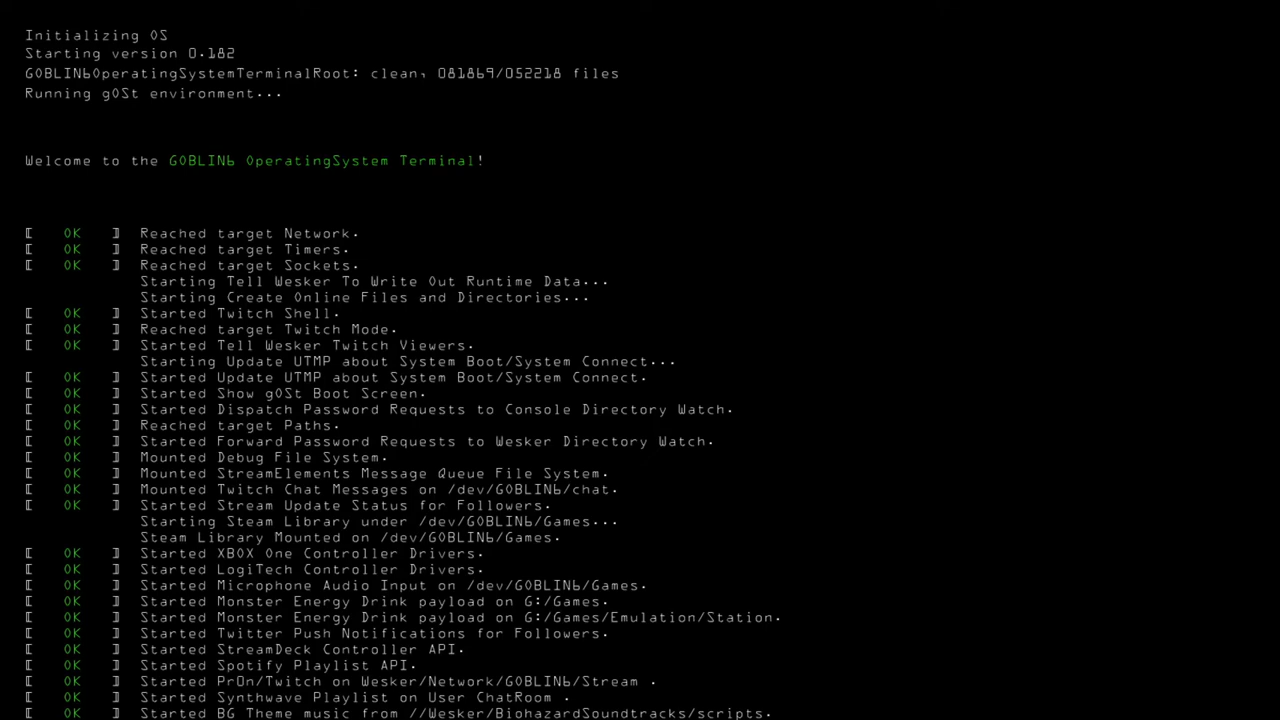 Initializing OS
Starting version 0.182
GOBLIN6OperatingSystemTerminalRoot: clean, 081869/052218 files
Running gOSt environment...
Welcome to the GOBLIN6 OperatingSystem Terminal!
[ OK ] Reached target Network.
[ OK ] Reached target Timers.
[ OK ] Reached target Sockets.
Starting Tell Wesker To Write Out Runtime Data...
Starting Create Online Files and Directories...
[ OK ] Started Twitch Shell.
[ OK ] Reached target Twitch Mode.
[ OK ] Started Tell Wesker Twitch Viewers.
Starting Update UTMP about System Boot/System Connect...
[ OK ] Started Update UTMP about System Boot/System Connect.
[ OK ] Started Show gOSt Boot Screen.
[ OK ] Started Dispatch Password Requests to Console Directory Watch.
[ OK ] Reached target Paths.
[ OK ] Started Forward Password Requests to Wesker Directory Watch.
[ OK ] Mounted Debug File System.
[ OK ] Mounted StreamElements Message Queue File System.
[ OK ] Mounted Twitch Chat Messages on /dev/GOBLIN6/chat.
[ OK ] Started Stream Update Status for Followers.
Starting Steam Library under /dev/GOBLIN6/Games...
Steam Library Mounted on /dev/GOBLIN6/Games.
[ OK ] Started XBOX One Controller Drivers.
[ OK ] Started LogiTech Controller Drivers.
[ OK ] Started Microphone Audio Input on /dev/GOBLIN6/Games.
[ OK ] Started Monster Energy Drink payload on G:/Games.
[ OK ] Started Monster Energy Drink payload on G:/Games/Emulation/Station.
[ OK ] Started Twitter Push Notifications for Followers.
[ OK ] Started StreamDeck Controller API.
[ OK ] Started Spotify Playlist API.
[ OK ] Started Pr0n/Twitch on Wesker/Network/GOBLIN6/Stream .
[ OK ] Started Synthwave Playlist on User ChatRoom .
[ OK ] Started BG Theme music from //Wesker/BiohazardSoundtracks/scripts.